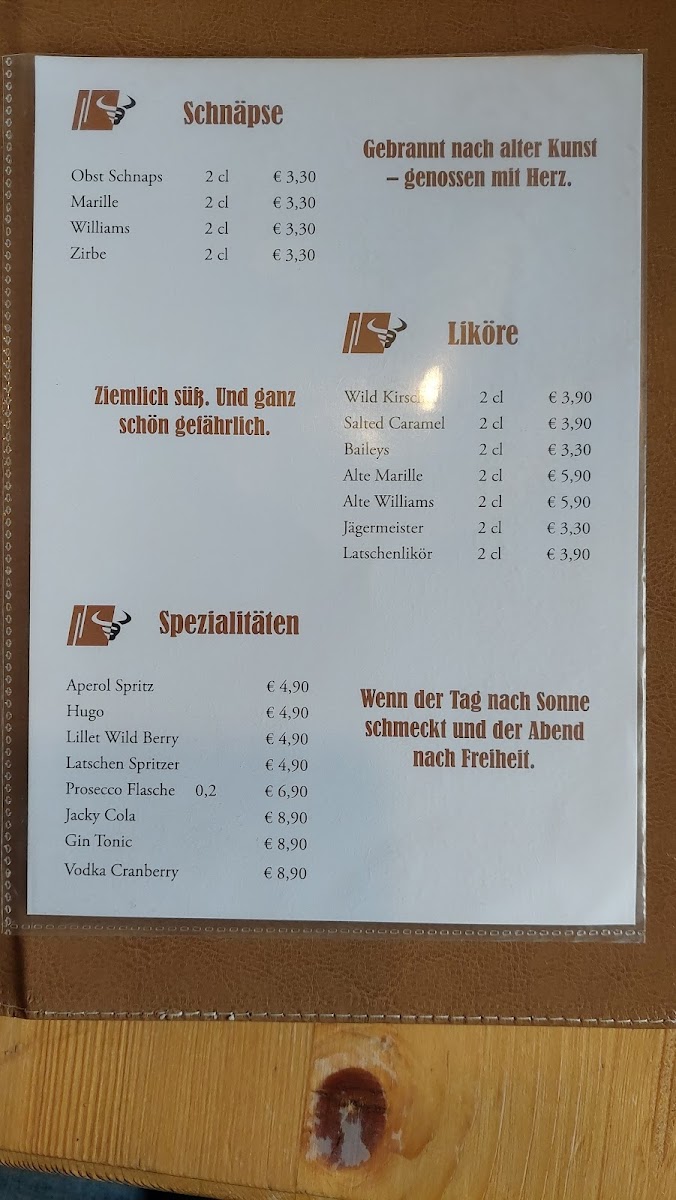 Schnäpse
Gebrannt nach alter Kunst
– genossen mit Herz.
Obst Schnaps 2 cl € 3,30
Marille 2 cl € 3,30
Williams 2 cl € 3,30
Zirbe 2 cl € 3,30
Liköre
Ziemlich süß. Und ganz
schön gefährlich.
Wild Kirsch 2 cl € 3,90
Salted Caramel 2 cl € 3,90
Baileys 2 cl € 3,30
Alte Marille 2 cl € 5,90
Alte Williams 2 cl € 5,90
Jägermeister 2 cl € 3,30
Latschenlikör 2 cl € 3,90
Spezialitäten
Aperol Spritz € 4,90
Hugo € 4,90
Lillet Wild Berry € 4,90
Latschen Spritzer € 4,90
Prosecco Flasche 0,2 € 6,90
Jacky Cola € 8,90
Gin Tonic € 8,90
Vodka Cranberry € 8,90
Wenn der Tag nach Sonne
schmeckt und der Abend
nach Freiheit.